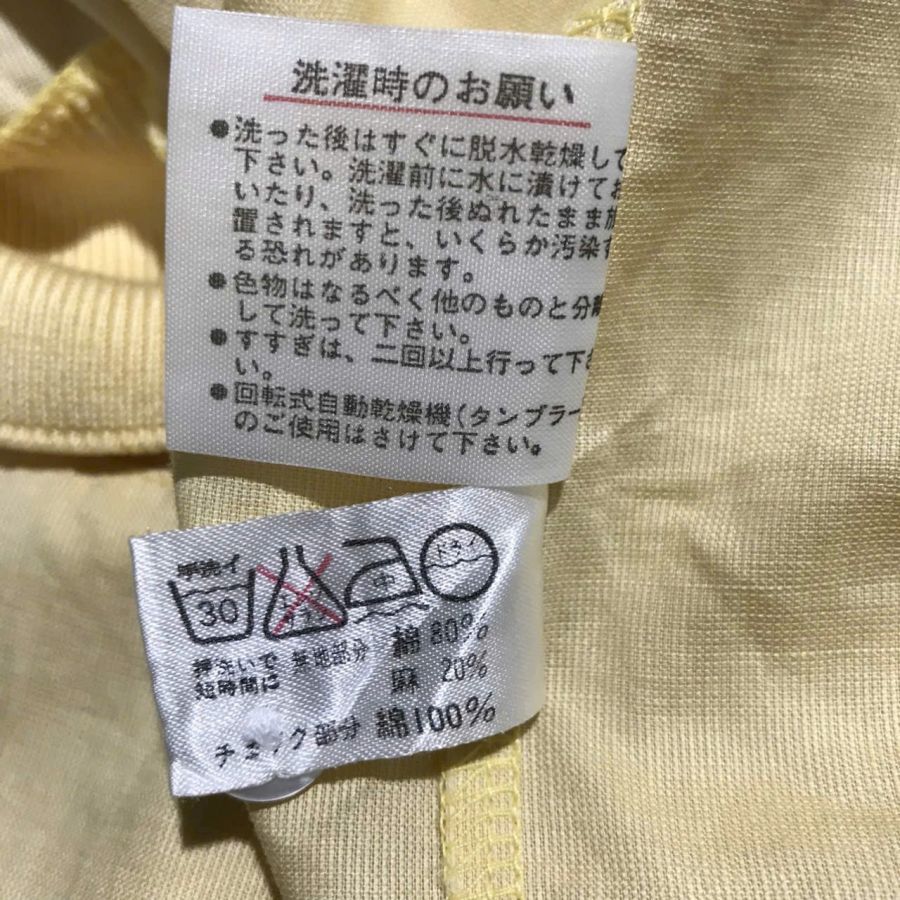 洗濯時のお願い
●洗った後はすぐに脱水乾燥して
下さい。洗濯前に水に漬けてお
いたり、洗った後ぬれたまま放
置されますと、いくらか汚染す
る恐れがあります。
●色物はなるべく他のものと分離
して洗って下さい。
●すすぎは、二回以上行って下さ
い。
●回転式自動乾燥機(タンブラー
のご使用はさけて下さい。
手洗イ
30
中
ドライ
押洗いで
短時間に
無地部分 綿 80%
麻 20%
チェック部分 綿100%